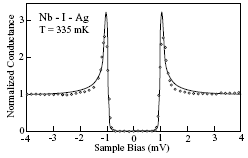 Nb - I - Ag
T = 335 mK
Normalized Conductance
3
2
1
0
-4 -3 -2 -1 0 1 2 3 4
Sample Bias (mV)